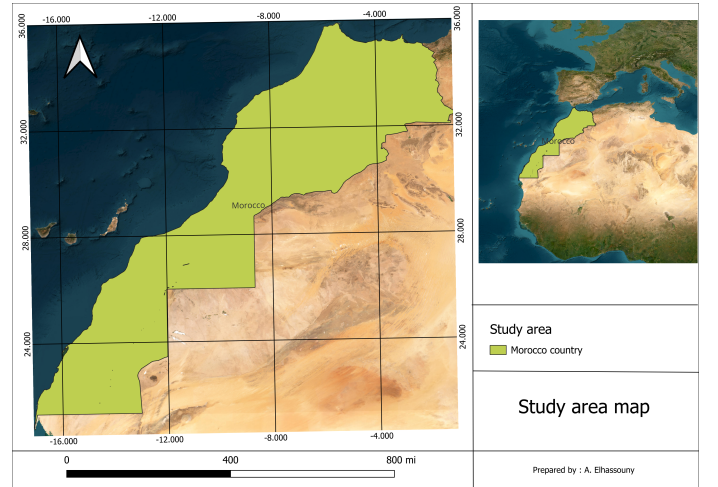 -16.000 -12.000 -8.000 -4.000
36.000 36.000
32.000 32.000
Morocco
28.000 28.000
24.000 24.000
-16.000 -12.000 -8.000 -4.000
0 400 800 mi
Morocco
Study area
Morocco country
Study area map
Prepared by : A. Elhassouny